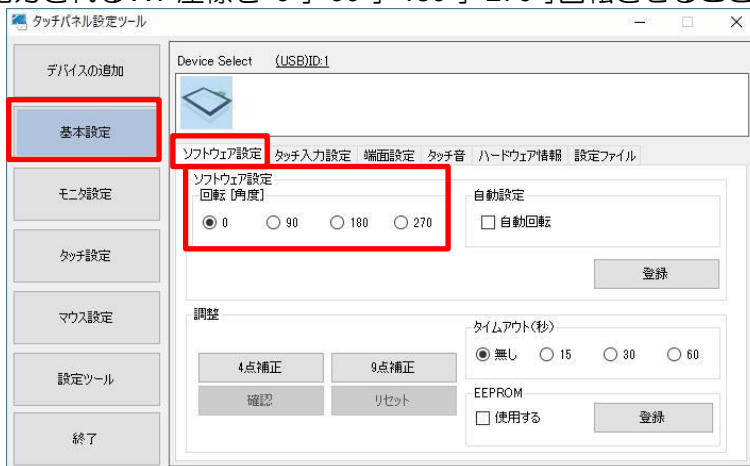 タッチパネル設定ツール
デバイスの追加
基本設定
モニタ設定
タッチ設定
マウス設定
設定ツール
終了
Device Select (USB)ID:1
ソフトウェア設定 タッチ入力設定 端面設定 タッチ音 ハードウェア情報 設定ファイル
ソフトウェア設定
回転 [角度]
0 90 180 270
自動設定
自動回転
登録
調整
4点補正 9点補正
確認 リセット
タイムアウト(秒)
無し 15 30 60
EEPROM
使用する 登録